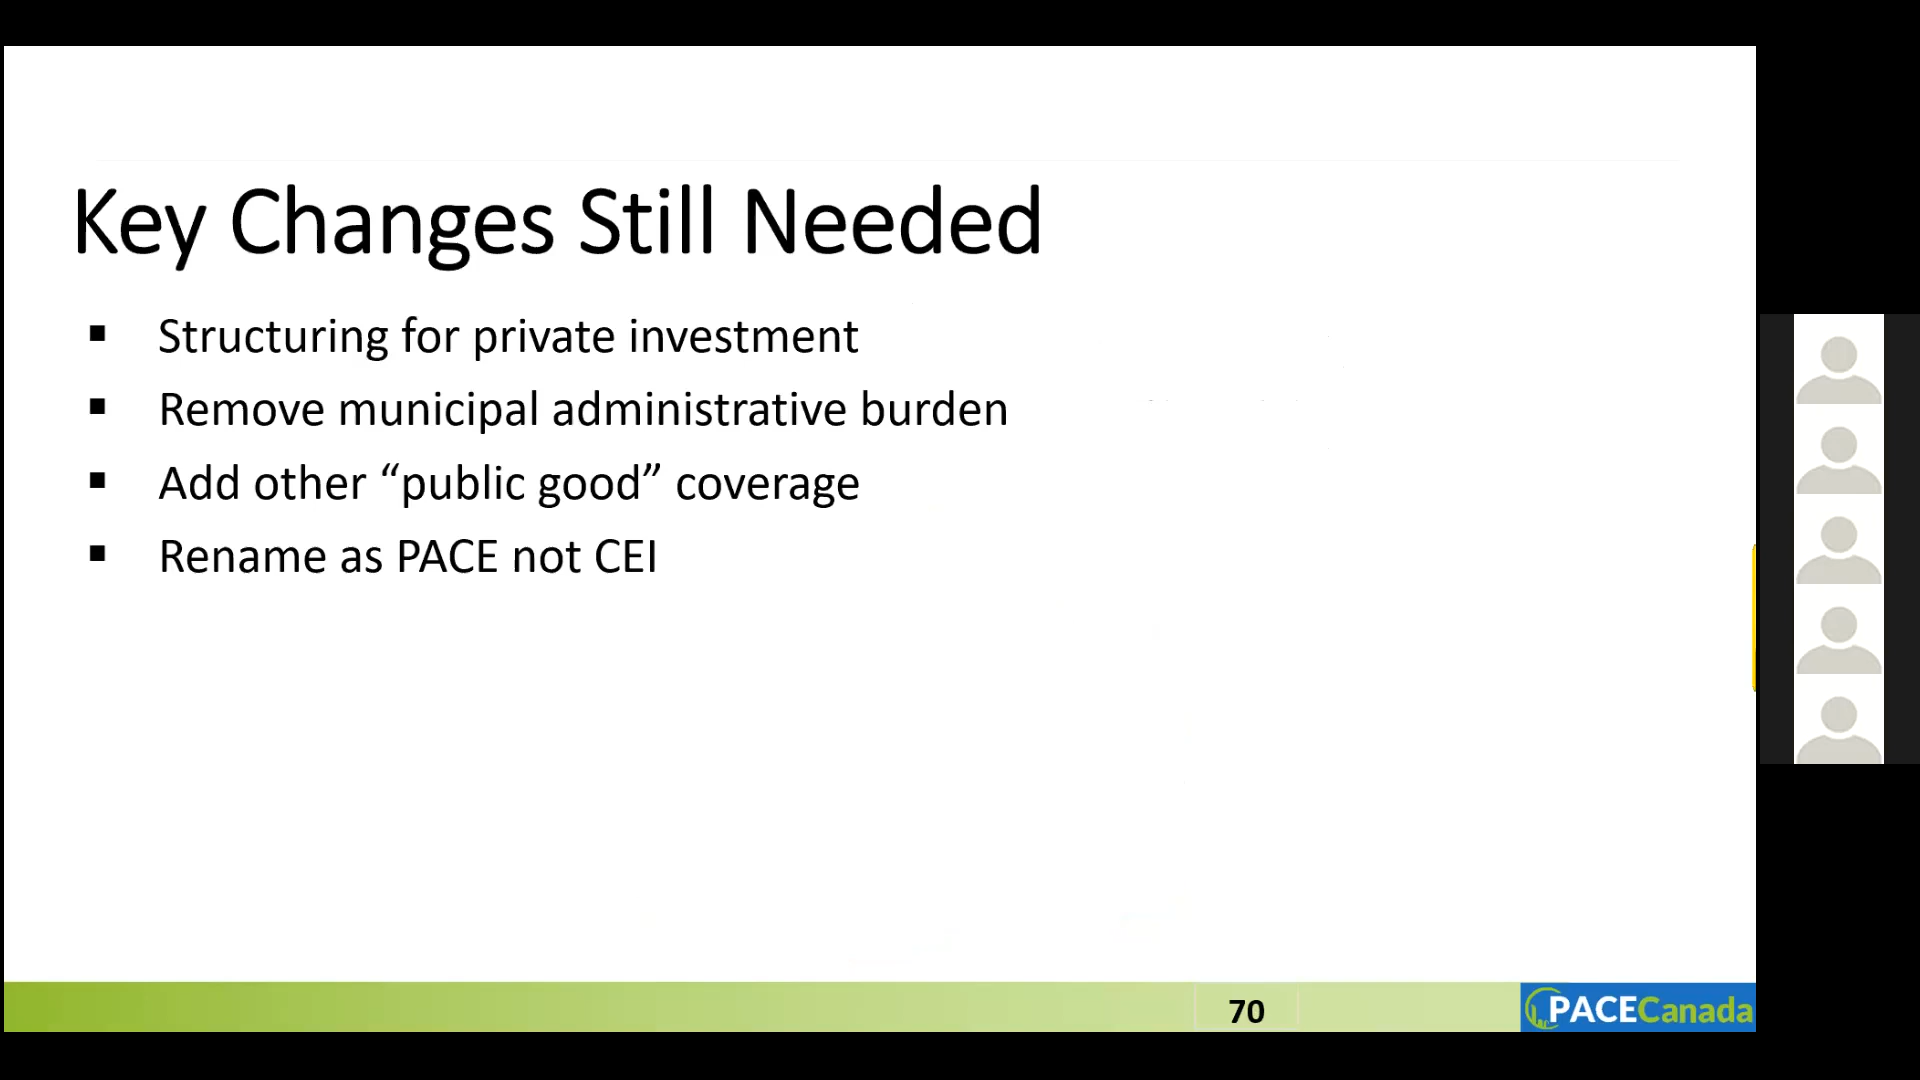 Key Changes Still Needed
▪ Structuring for private investment
▪ Remove municipal administrative burden
▪ Add other “public good” coverage
▪ Rename as PACE not CEI
70
PACECanada